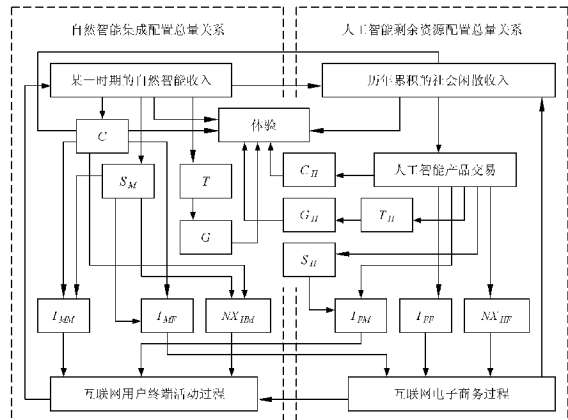 自然智能集成配置总量关系
人工智能剩余资源配置总量关系
某一时期的自然智能收入
历年累积的社会闲散收入
体验
C
S_M
T
C_H
人工智能产品交易
G
G_H
T_H
S_H
I_MM
I_MF
NX_HM
I_FM
I_FF
NX_HF
互联网用户终端活动过程
互联网电子商务过程